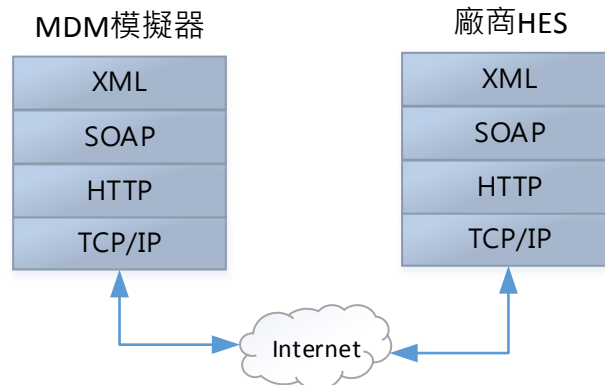 MDM模擬器
XML
SOAP
HTTP
TCP/IP
廠商HES
XML
SOAP
HTTP
TCP/IP
Internet